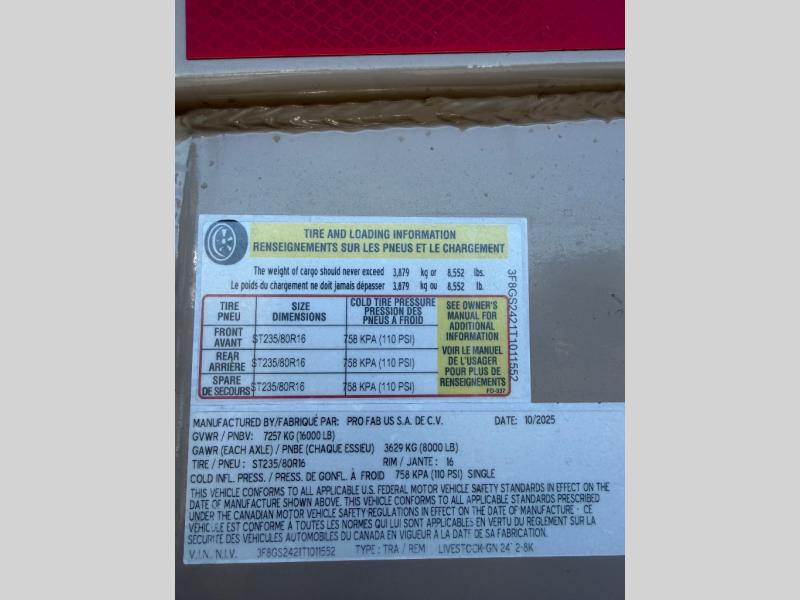 TIRE AND LOADING INFORMATION
RENSEIGNEMENTS SUR LES PNEUS ET LE CHARGEMENT
The weight of cargo should never exceed 3,879 kg or 8,552 lbs.
Le poids du chargement ne doit jamais dépasser 3,879 kg ou 8,552 lb.
TIRE PNEU
SIZE DIMENSIONS
COLD TIRE PRESSURE PRESSION DES PNEUS A FROID
FRONT AVANT ST235/80R16 758 KPA (110 PSI)
REAR ARRIÈRE ST235/80R16 758 KPA (110 PSI)
SPARE DE SECOURS ST235/80R16 758 KPA (110 PSI)
SEE OWNER'S
MANUAL FOR
ADDITIONAL
INFORMATION
VOIR LE MANUEL
DE L'USAGER
POUR PLUS DE
RENSEIGNEMENTS
FD-337
3F8GS2421T1011552
MANUFACTURED BY/FABRIQUÉ PAR: PRO FAB US S.A. DE C.V. DATE: 10/2025
GVWR / PNBV: 7257 KG (16000 LB)
GAWR (EACH AXLE) / PNBE (CHAQUE ESSIEU) 3629 KG (8000 LB)
TIRE / PNEU : ST235/80R16 RIM / JANTE : 16
COLD INFL. PRESS. / PRESS. DE GONFL. À FROID 758 KPA (110 PSI) SINGLE
THIS VEHICLE CONFORMS TO ALL APPLICABLE U.S. FEDERAL MOTOR VEHICLE SAFETY STANDARDS IN EFFECT ON THE
DATE OF MANUFACTURE SHOWN ABOVE. THIS VEHICLE CONFORMS TO ALL APPLICABLE STANDARDS PRESCRIBED
UNDER THE CANADIAN MOTOR VEHICLE SAFETY REGULATIONS IN EFFECT ON THE DATE OF MANUFACTURE - CE
VÉHICULE EST CONFORME À TOUTES LES NORMES QUI LUI SONT APPLICABLES EN VERTU DU RÈGLEMENT SUR LA
SÉCURITÉ DES VÉHICULES AUTOMOBILES DU CANADA EN VIGUEUR A LA DATE DE SA FABRICATION.
V.I.N. N.I.V. 3F8GS2421T1011552 TYPE : TRA / REM LIVESTOCK-GN 24' 2-8K